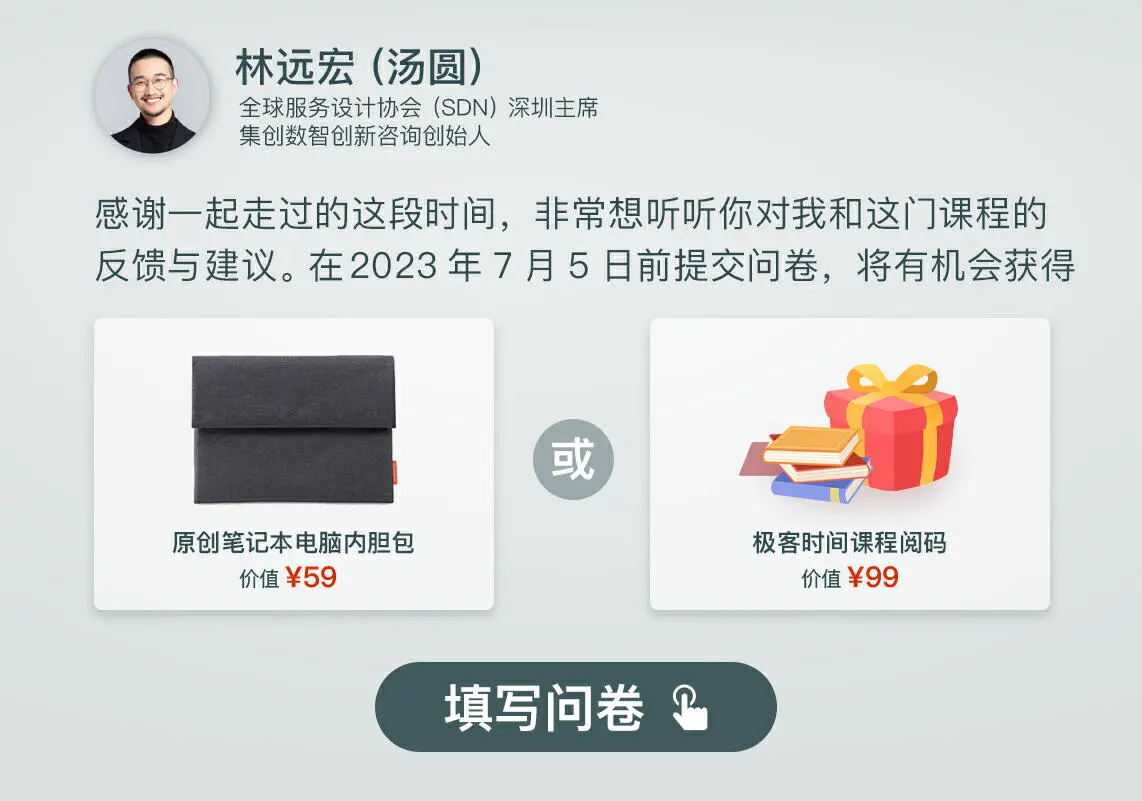 林远宏（汤圆）
全球服务设计协会（SDN）深圳主席
集创数智创新咨询创始人
感谢一起走过的这段时间，非常想听听你对我和这门课程的
反馈与建议。在2023 年 7 月 5 日前提交问卷，将有机会获得
原创笔记本电脑内胆包
价值 ¥59
或
极客时间课程阅码
价值 ¥99
填写问卷